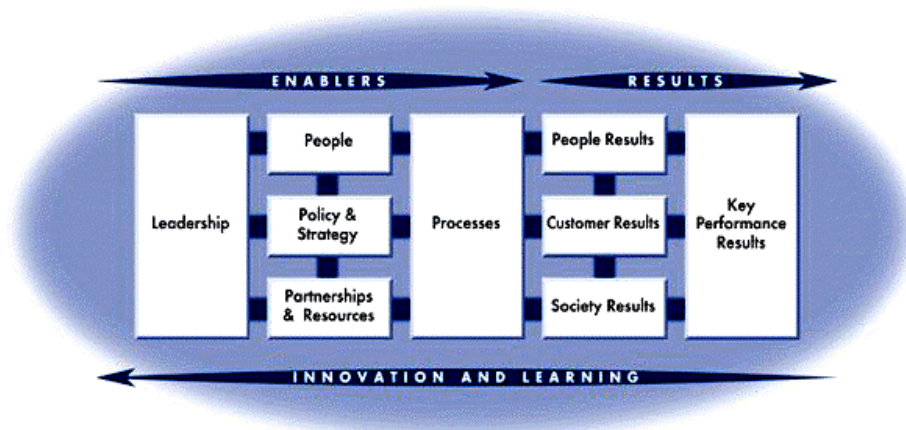 ENABLERS
RESULTS
Leadership
People
Policy &
Strategy
Partnerships
& Resources
Processes
People Results
Customer Results
Society Results
Key
Performance
Results
INNOVATION AND LEARNING